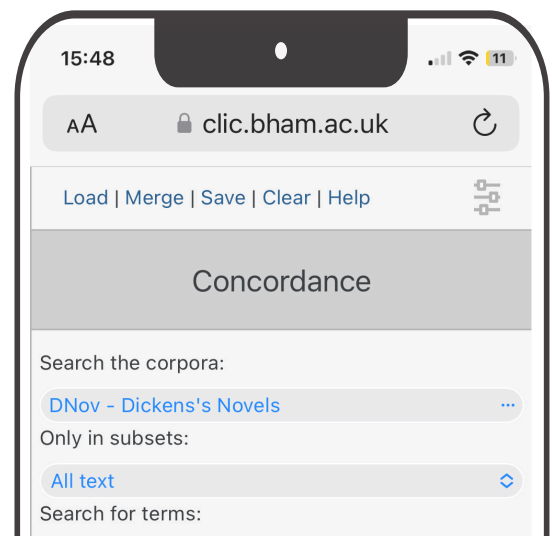 15:48 11
AA clic.bham.ac.uk
Load | Merge | Save | Clear | Help
Concordance
Search the corpora:
DNov - Dickens's Novels
Only in subsets:
All text
Search for terms: